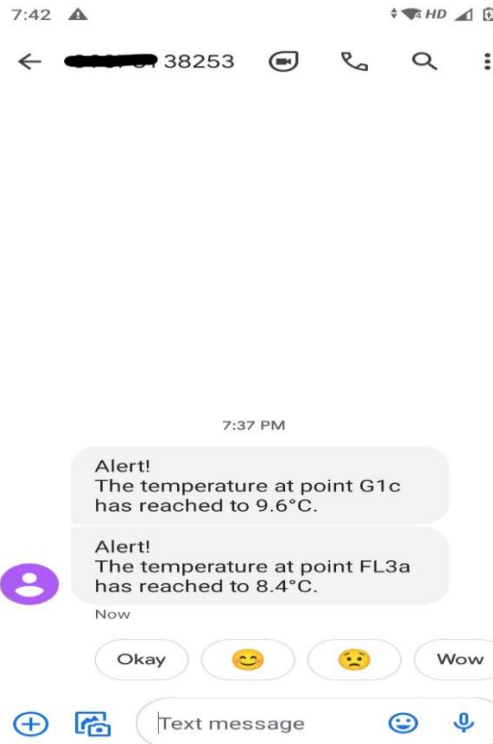 7:42
HD
38253
7:37 PM
Alert!
The temperature at point G1c
has reached to 9.6°C.
Alert!
The temperature at point FL3a
has reached to 8.4°C.
Now
Okay
Wow
Text message